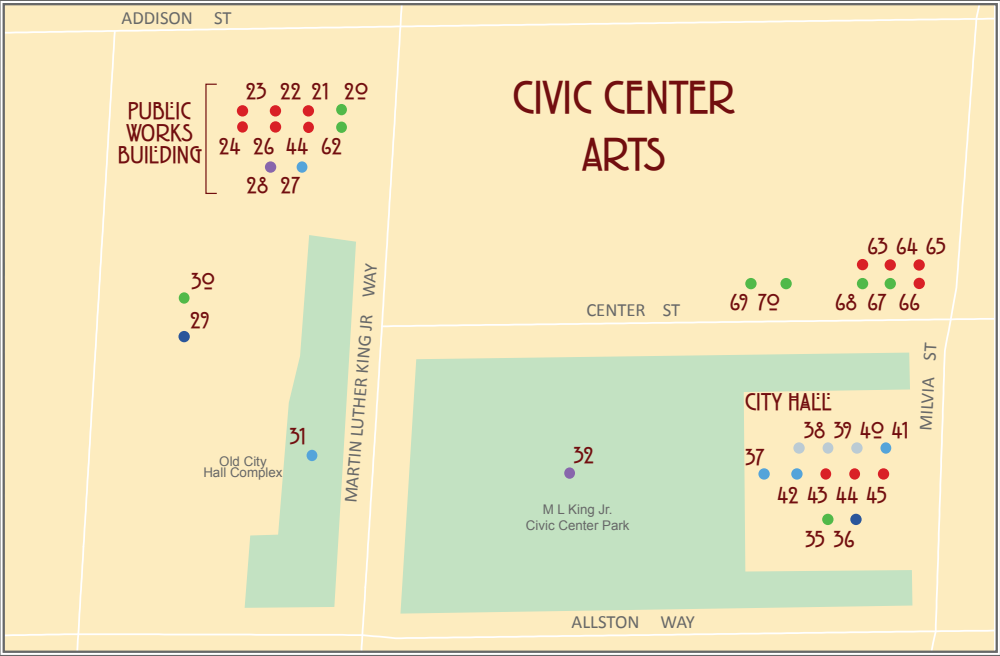 ADDISON ST
CIVIC CENTER
ARTS
PUBLIC
WORKS
BUILDING
23 22 21 20
24 26 44 62
28 27
30
29
31
Old City
Hall Complex
MARTIN LUTHER KING JR WAY
63 64 65
69 70
68 67 66
CENTER ST
MILVIA ST
32
M L King Jr.
Civic Center Park
CITY HALL
38 39 40 41
37
42 43 44 45
35 36
ALLSTON WAY